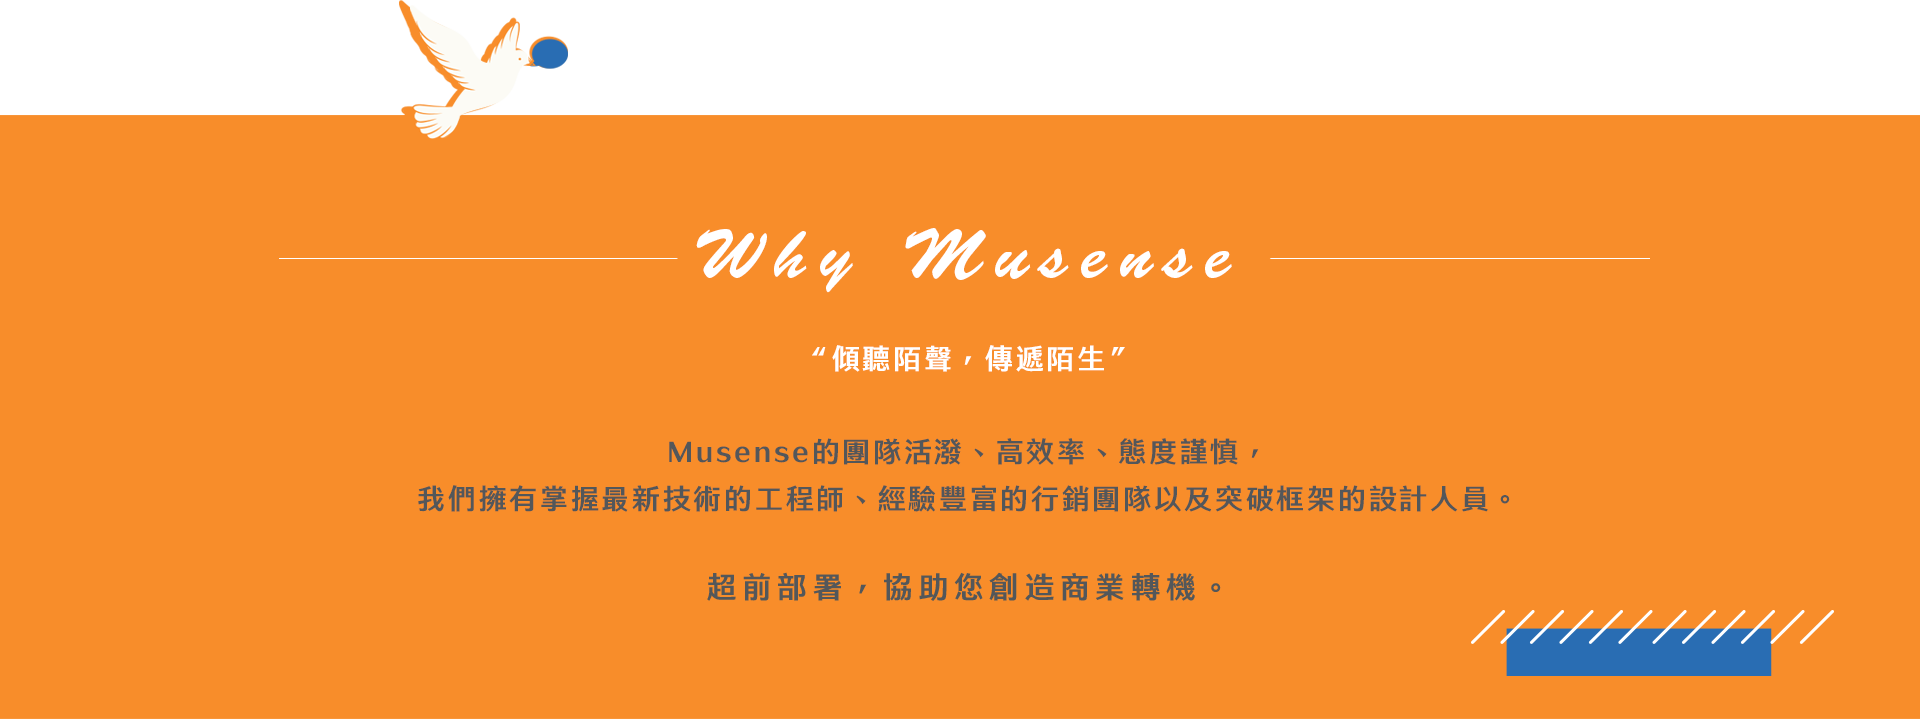 Why Musense
“傾聽陌聲，傳遞陌生”
Musense的團隊活潑、高效率、態度謹慎，
我們擁有掌握最新技術的工程師、經驗豐富的行銷團隊以及突破框架的設計人員。
超前部署，協助您創造商業轉機。